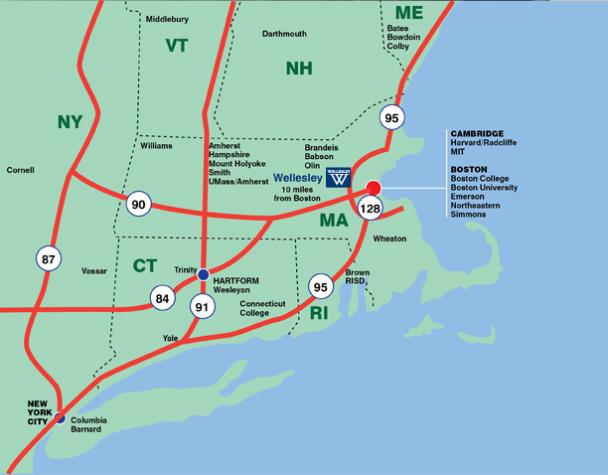 ME
Middlebury
Bates
Bowdoin
Colby
VT
Darthmouth
NH
NY
95
CAMBRIDGE
Harvard/Radcliffe
MIT
Williams
Amherst
Hampshire
Mount Holyoke
Smith
UMass/Amherst
Brandeis
Babson
Olin
Wellesley
WELLESLEY
W
10 miles
from Boston
Cornell
BOSTON
Boston College
Boston University
Emerson
Northeastern
Simmons
90
128
MA
Wheaton
87
Vassar
CT
Trinity
HARTFORM
Wesleyan
Brown
RISD
84
91
95
Connecticut
College
RI
Yale
NEW
YORK
CITY
Columbia
Barnard